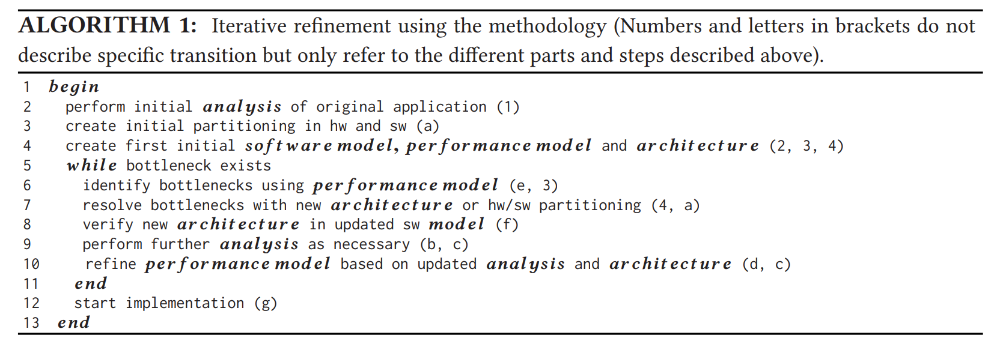 ALGORITHM 1: Iterative refinement using the methodology (Numbers and letters in brackets do not
describe specific transition but only refer to the different parts and steps described above).
1 begin
2 perform initial analysis of original application (1)
3 create initial partitioning in hw and sw (a)
4 create first initial software model, performance model and architecture (2, 3, 4)
5 while bottleneck exists
6 identify bottlenecks using performance model (e, 3)
7 resolve bottlenecks with new architecture or hw/sw partitioning (4, a)
8 verify new architecture in updated sw model (f)
9 perform further analysis as necessary (b, c)
10 refine performance model based on updated analysis and architecture (d, c)
11 end
12 start implementation (g)
13 end